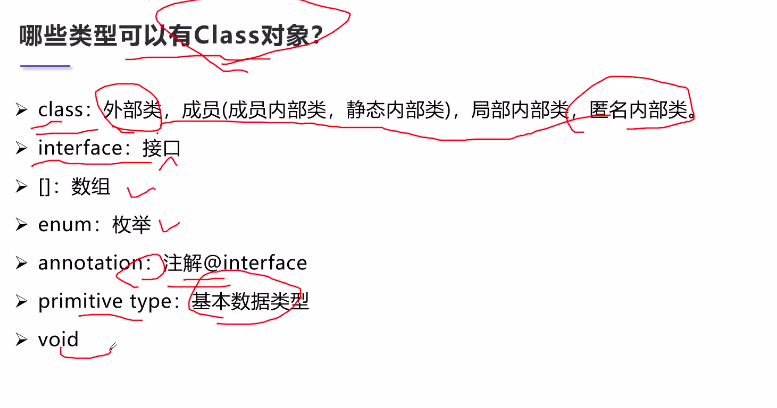 哪些类型可以有Class对象?
➢ class：外部类，成员(成员内部类，静态内部类)，局部内部类，匿名内部类。
➢ interface：接口
➢ []：数组
➢ enum：枚举
➢ annotation：注解@interface
➢ primitive type：基本数据类型
➢ void